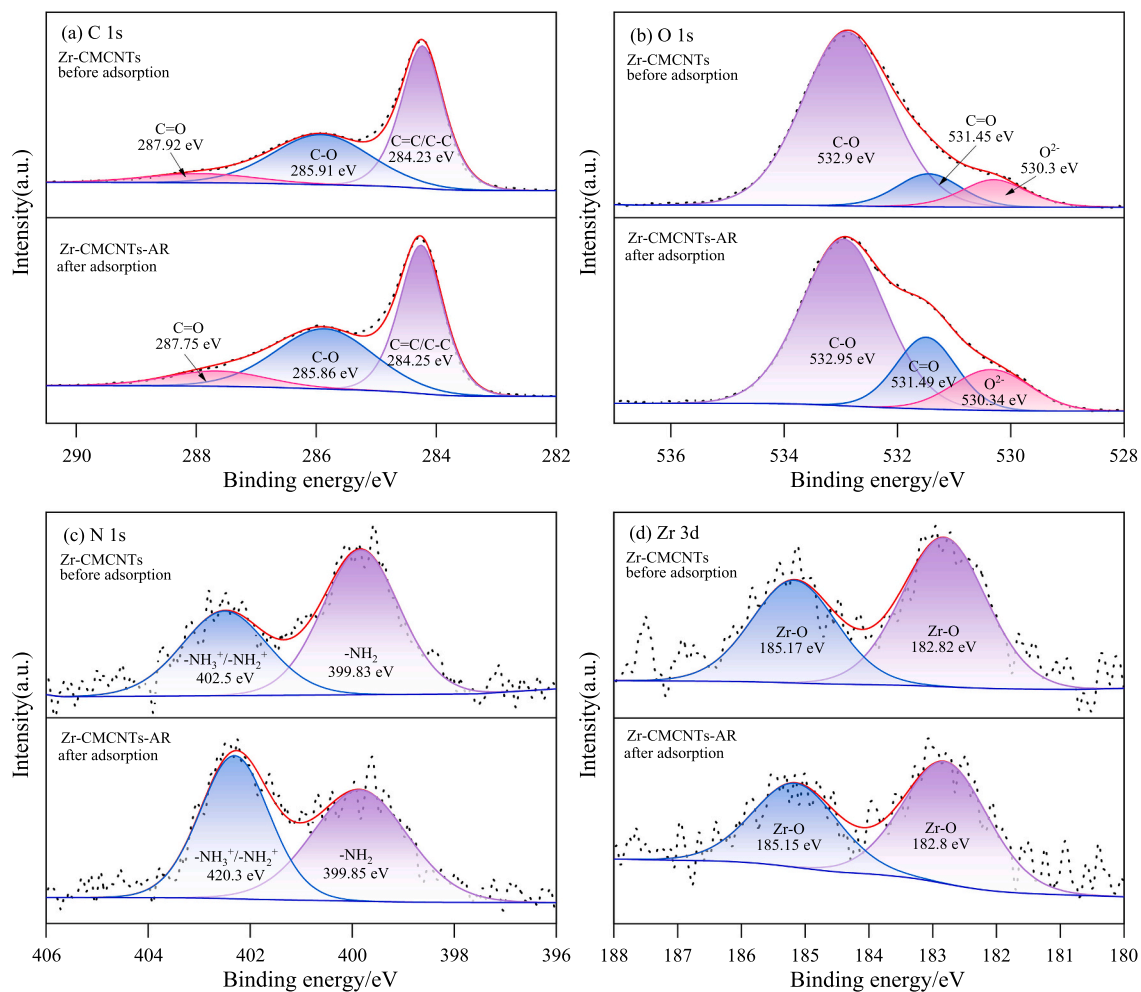 (a) C 1s
Zr-CMCNTs
before adsorption
C=O
287.92 eV
C-O
285.91 eV
C=C/C-C
284.23 eV
Zr-CMCNTs-AR
after adsorption
C=O
287.75 eV
C-O
285.86 eV
C=C/C-C
284.25 eV
Intensity(a.u.)
290 288 286 284 282
Binding energy/eV
(b) O 1s
Zr-CMCNTs
before adsorption
C-O
532.9 eV
C=O
531.45 eV
O²⁻
530.3 eV
Zr-CMCNTs-AR
after adsorption
C-O
532.95 eV
C=O
531.49 eV
O²⁻
530.34 eV
Intensity(a.u.)
536 534 532 530 528
Binding energy/eV
(c) N 1s
Zr-CMCNTs
before adsorption
-NH₃⁺/-NH₂⁺
402.5 eV
-NH₂
399.83 eV
Zr-CMCNTs-AR
after adsorption
-NH₃⁺/-NH₂⁺
420.3 eV
-NH₂
399.85 eV
Intensity(a.u.)
406 404 402 400 398 396
Binding energy/eV
(d) Zr 3d
Zr-CMCNTs
before adsorption
Zr-O
185.17 eV
Zr-O
182.82 eV
Zr-CMCNTs-AR
after adsorption
Zr-O
185.15 eV
Zr-O
182.8 eV
Intensity(a.u.)
188 187 186 185 184 183 182 181 180
Binding energy/eV